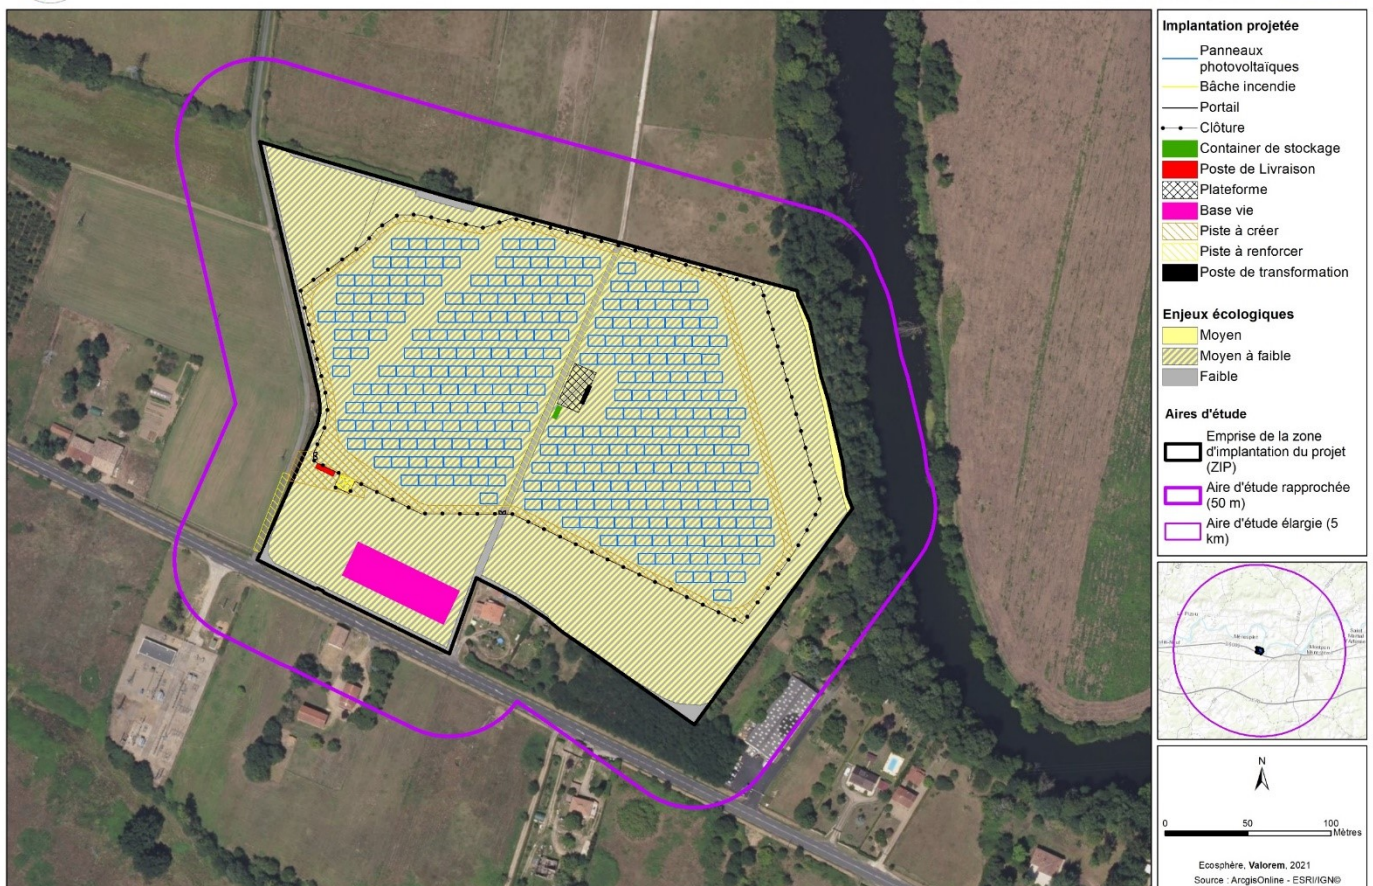 Implantation projetée
Panneaux
photovoltaïques
Bâche incendie
Portail
Clôture
Container de stockage
Poste de Livraison
Plateforme
Base vie
Piste à créer
Piste à renforcer
Poste de transformation
Enjeux écologiques
Moyen
Moyen à faible
Faible
Aires d'étude
Emprise de la zone
d'implantation du projet
(ZIP)
Aire d'étude rapprochée
(50 m)
Aire d'étude élargie (5
km)
N
0 50 100
Mètres
Ecosphère, Valorem, 2021
Source : ArcgisOnline - ESRI/IGN©